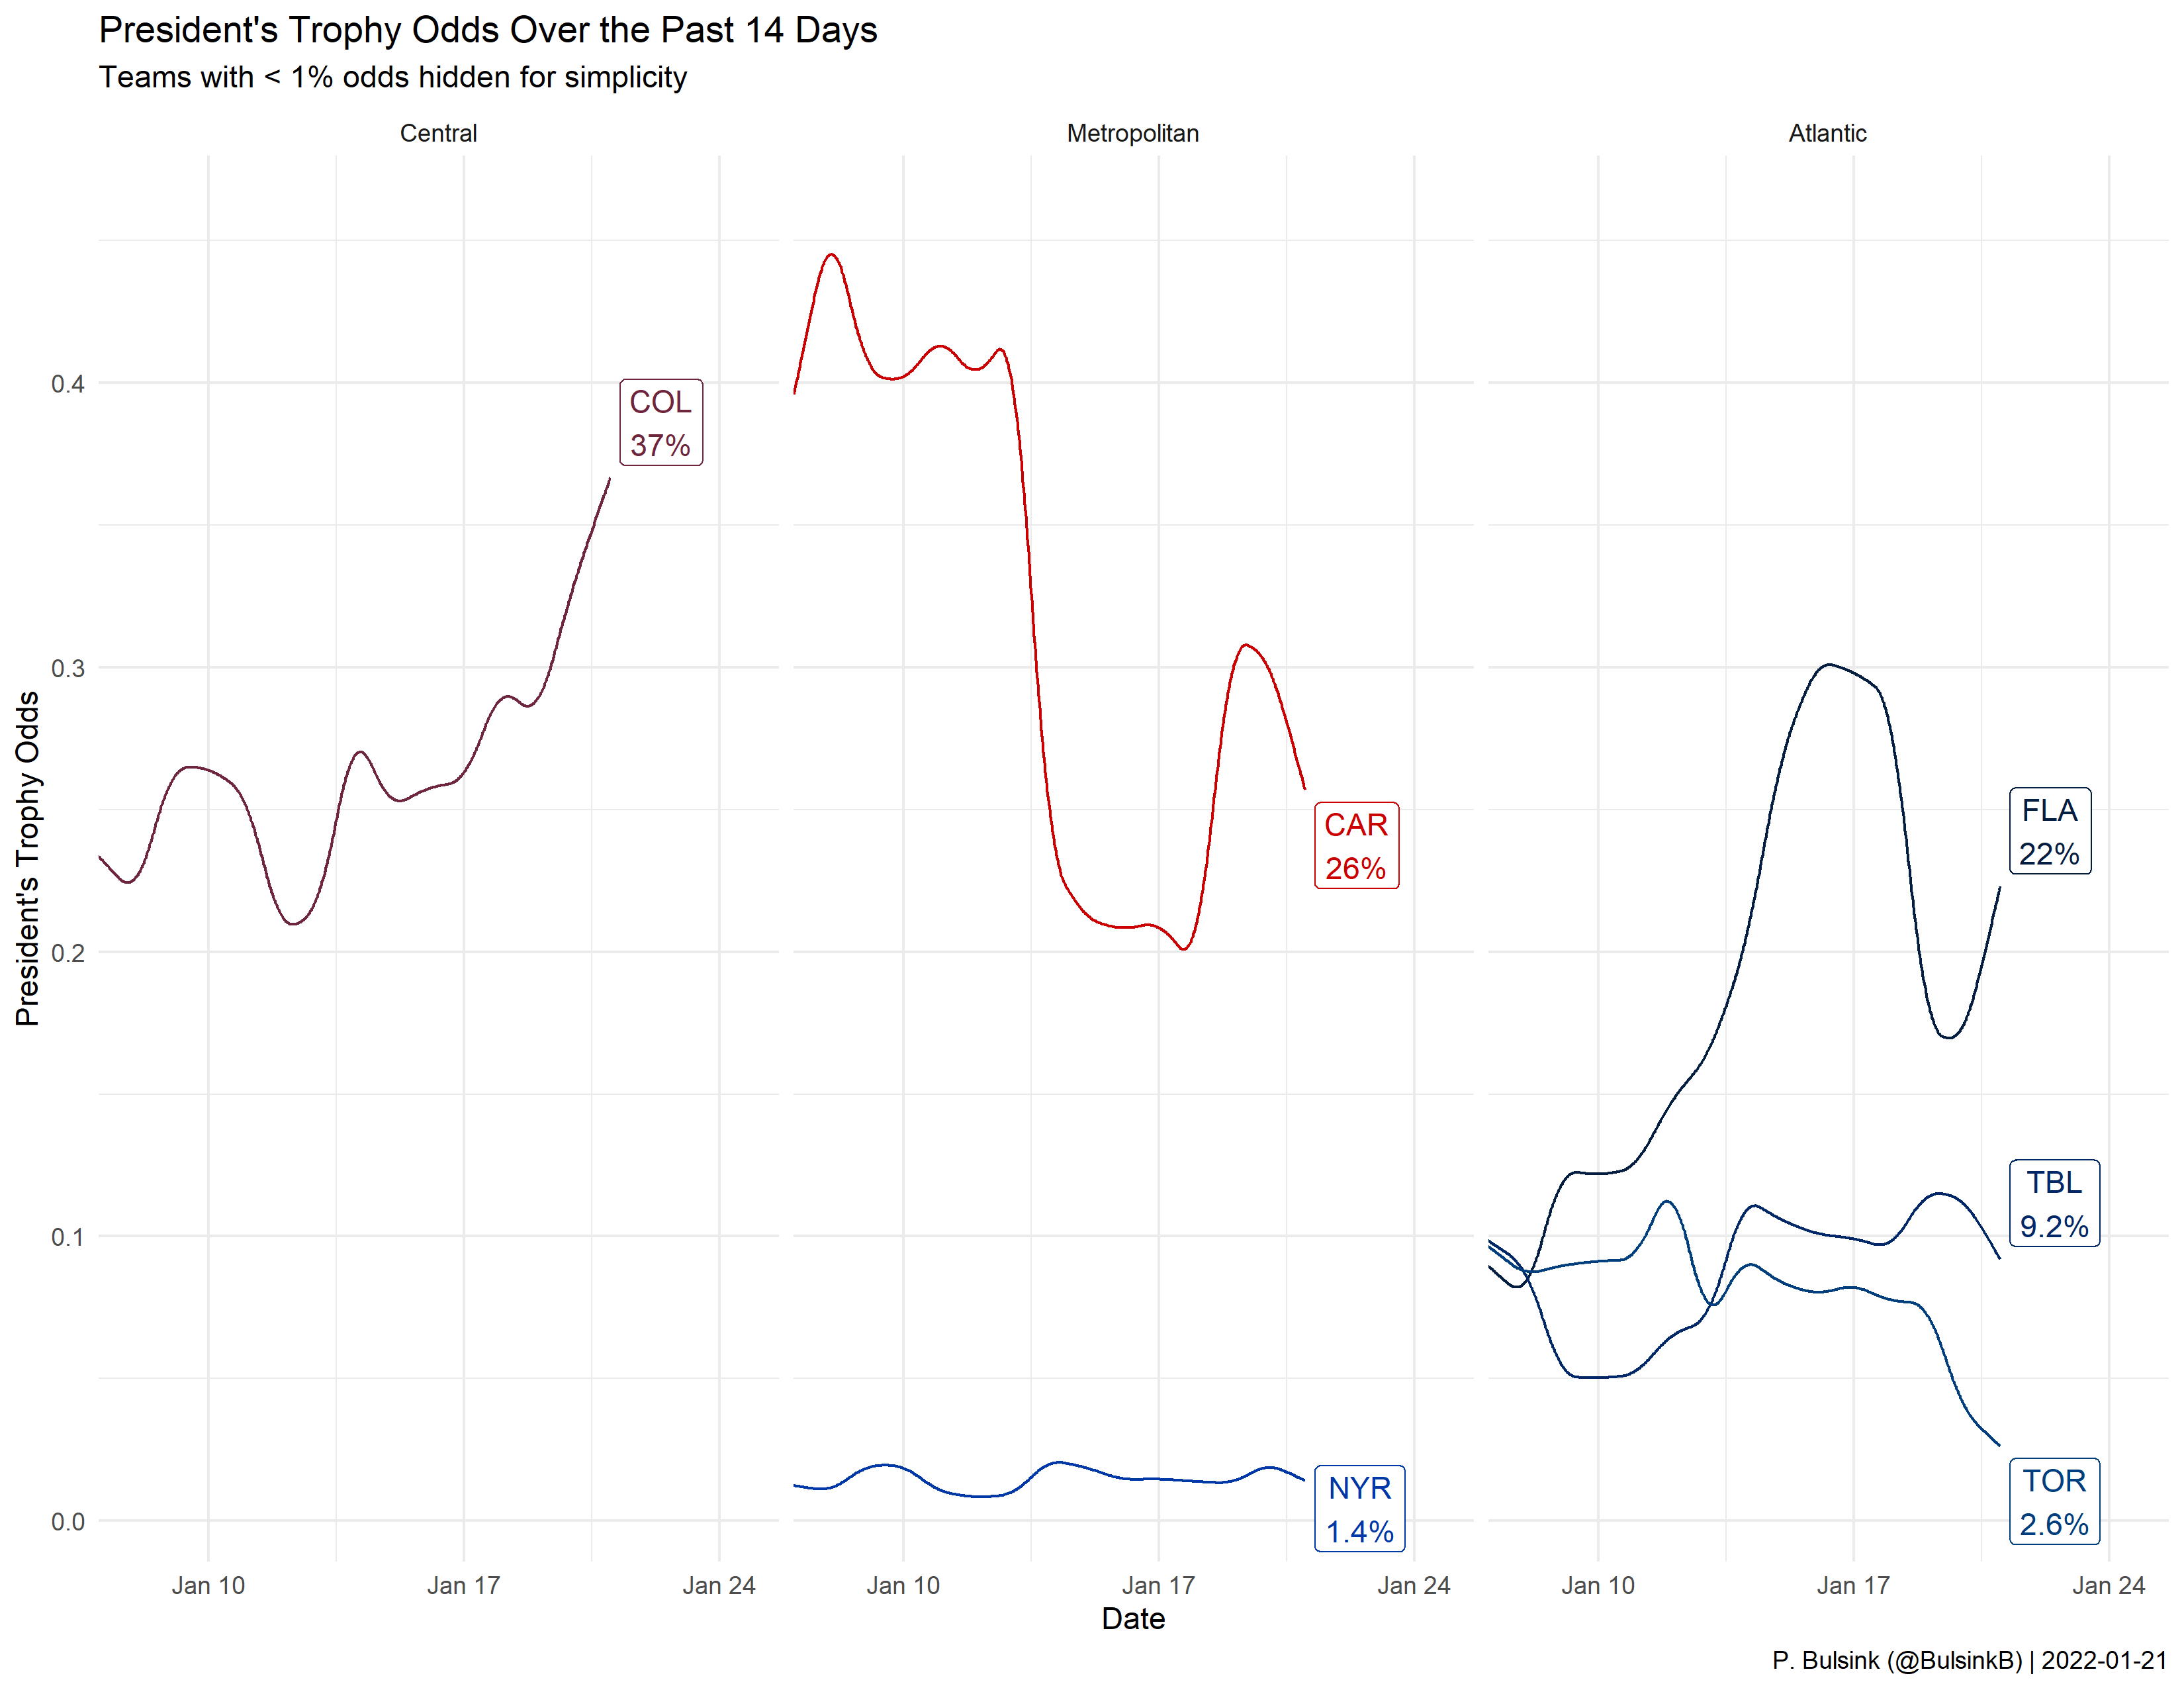 President's Trophy Odds Over the Past 14 Days
Teams with < 1% odds hidden for simplicity
Central
Metropolitan
Atlantic
President's Trophy Odds
0.4
0.3
0.2
0.1
0.0
COL
37%
CAR
26%
NYR
1.4%
FLA
22%
TBL
9.2%
TOR
2.6%
Jan 10
Jan 17
Jan 24
Jan 10
Jan 17
Jan 24
Jan 10
Jan 17
Jan 24
Date
P. Bulsink (@BulsinkB) | 2022-01-21